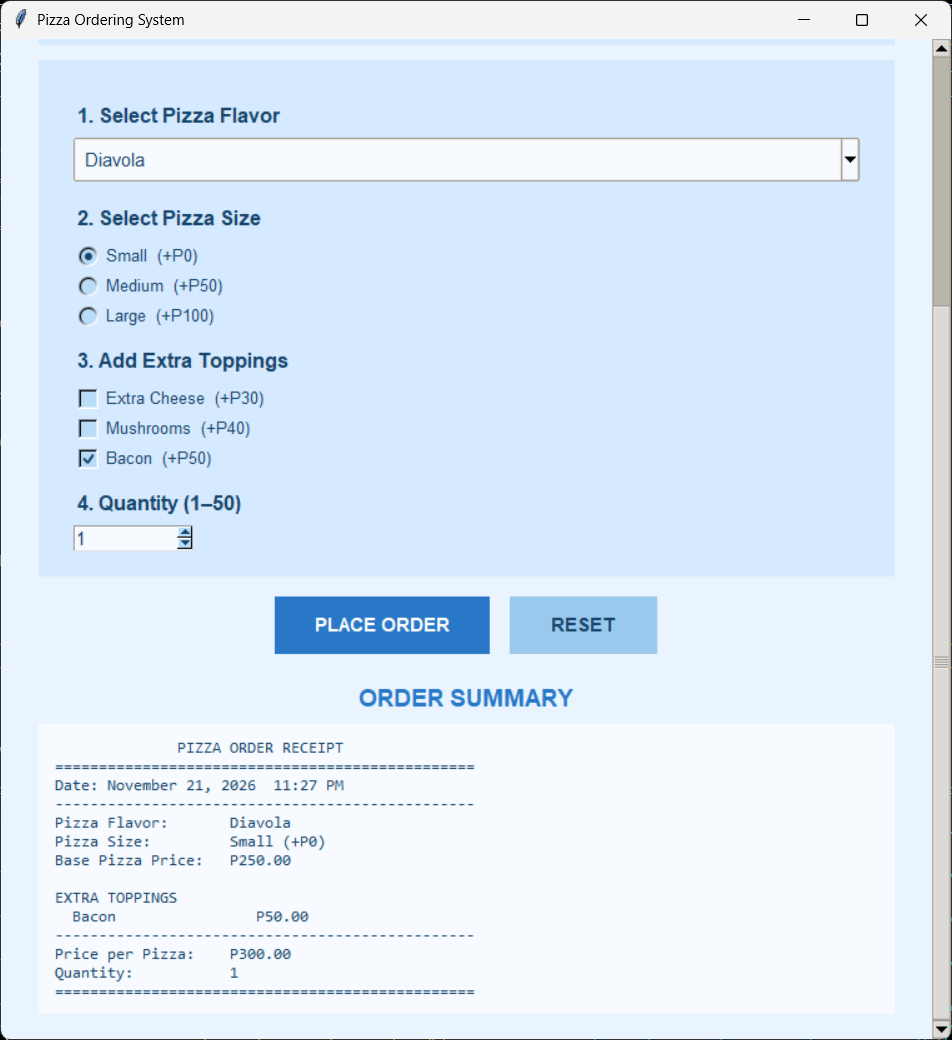 Pizza Ordering System
1. Select Pizza Flavor
Diavola
2. Select Pizza Size
Small  (+P0)
Medium  (+P50)
Large  (+P100)
3. Add Extra Toppings
Extra Cheese  (+P30)
Mushrooms  (+P40)
Bacon  (+P50)
4. Quantity (1–50)
1
PLACE ORDER
RESET
ORDER SUMMARY
PIZZA ORDER RECEIPT
================================================
Date: November 21, 2026  11:27 PM
------------------------------------------------
Pizza Flavor:       Diavola
Pizza Size:         Small (+P0)
Base Pizza Price:   P250.00
EXTRA TOPPINGS
Bacon                P50.00
------------------------------------------------
Price per Pizza:    P300.00
Quantity:           1
================================================